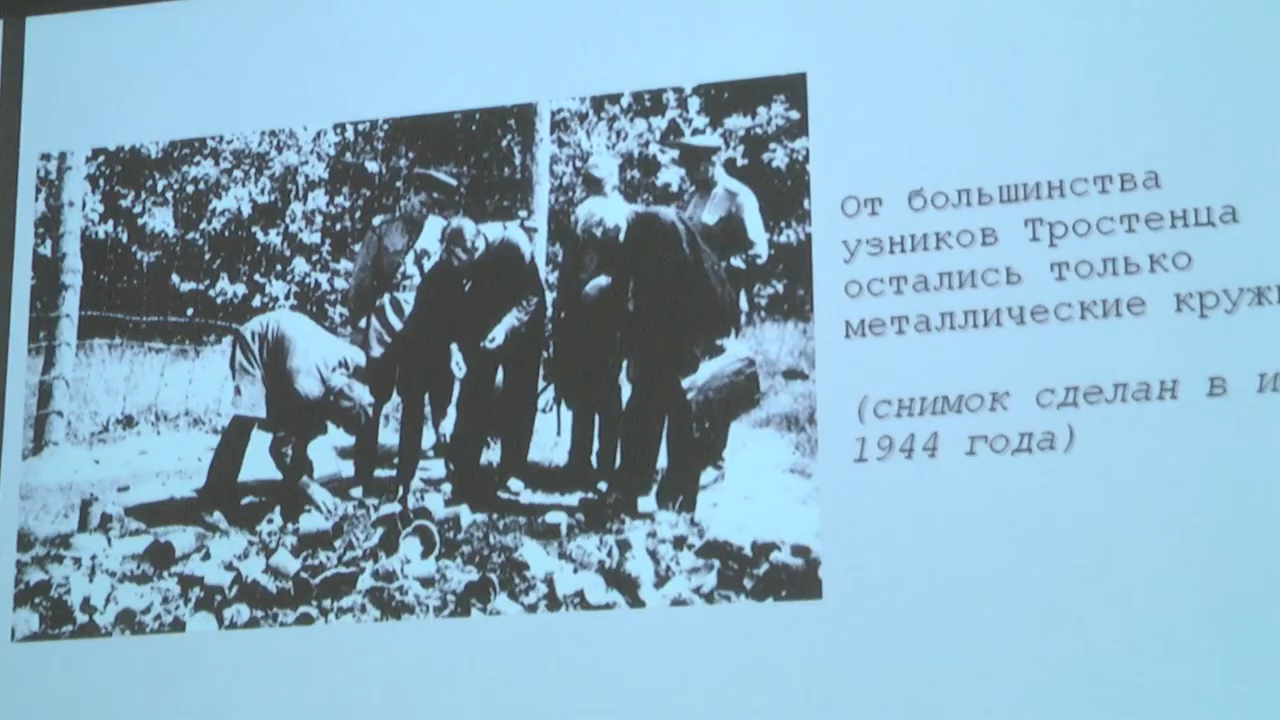 От большинства
узников Тростенца
остались только
металлические
(снимок сделан в
1944 года)